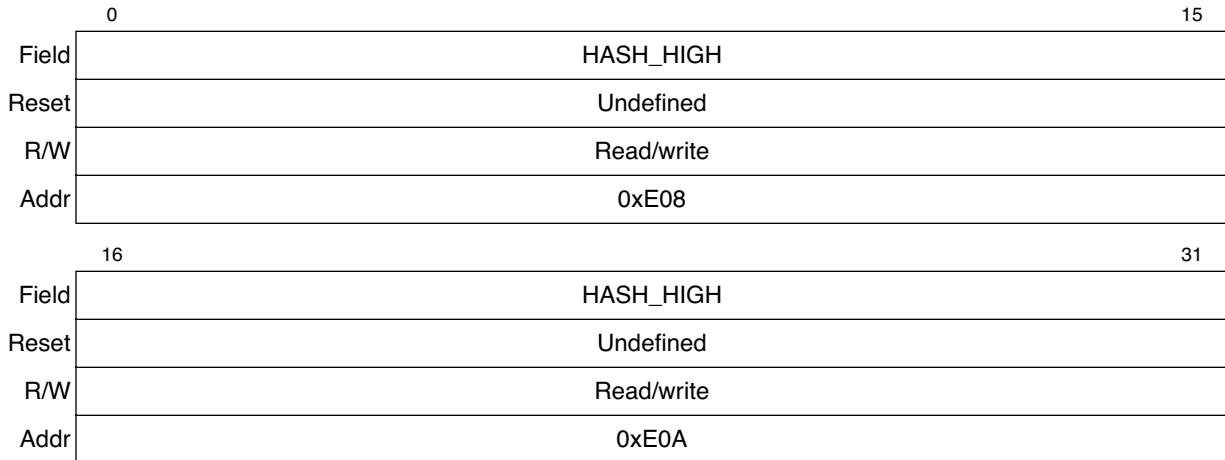 0 15
Field HASH_HIGH
Reset Undefined
R/W Read/write
Addr 0xE08
16 31
Field HASH_HIGH
Reset Undefined
R/W Read/write
Addr 0xE0A